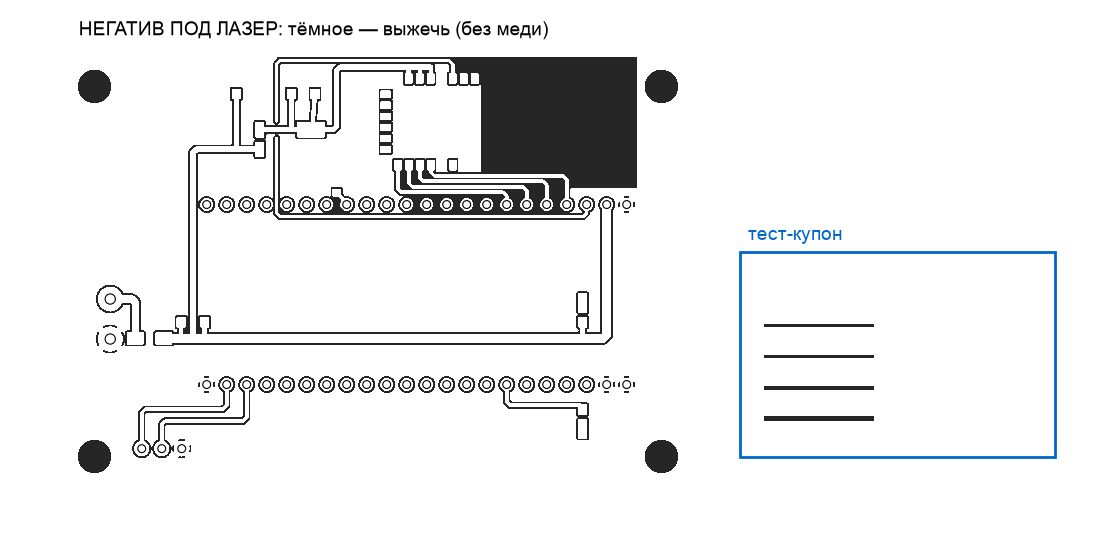 НЕГАТИВ ПОД ЛАЗЕР: тёмное — выжечь (без меди)
тест-купон